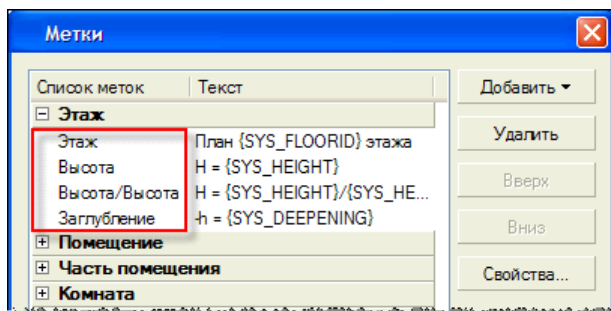 Метки
Список меток Текст Добавить
Этаж
Этаж План {SYS_FLOORID} этажа Удалить
Высота H = {SYS_HEIGHT} Вверх
Высота/Высота H = {SYS_HEIGHT}/{SYS_HE...
Заглубление -h = {SYS_DEEPENING} Вниз
Помещение
Часть помещения Свойства...
Комната